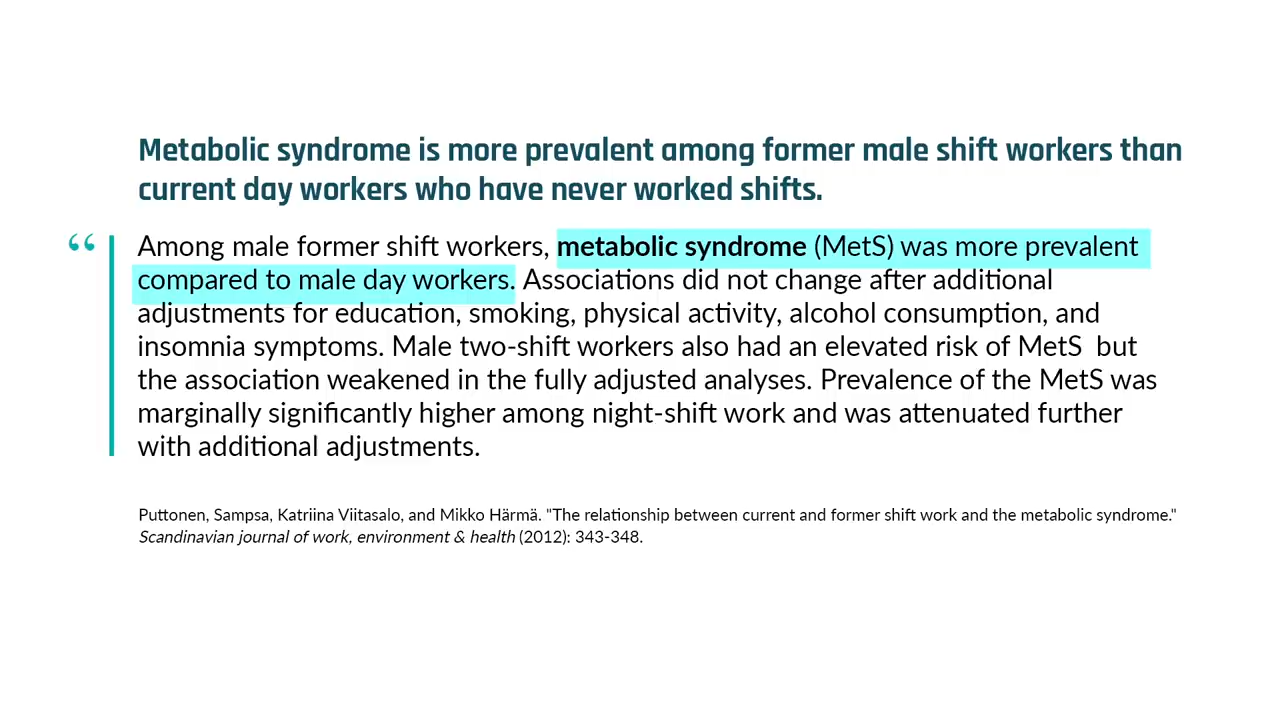 Metabolic syndrome is more prevalent among former male shift workers than
current day workers who have never worked shifts.
“ Among male former shift workers, metabolic syndrome (MetS) was more prevalent
compared to male day workers. Associations did not change after additional
adjustments for education, smoking, physical activity, alcohol consumption, and
insomnia symptoms. Male two-shift workers also had an elevated risk of MetS  but
the association weakened in the fully adjusted analyses. Prevalence of the MetS was
marginally significantly higher among night-shift work and was attenuated further
with additional adjustments.
Puttonen, Sampsa, Katriina Viitasalo, and Mikko Härmä. "The relationship between current and former shift work and the metabolic syndrome."
Scandinavian journal of work, environment & health (2012): 343-348.